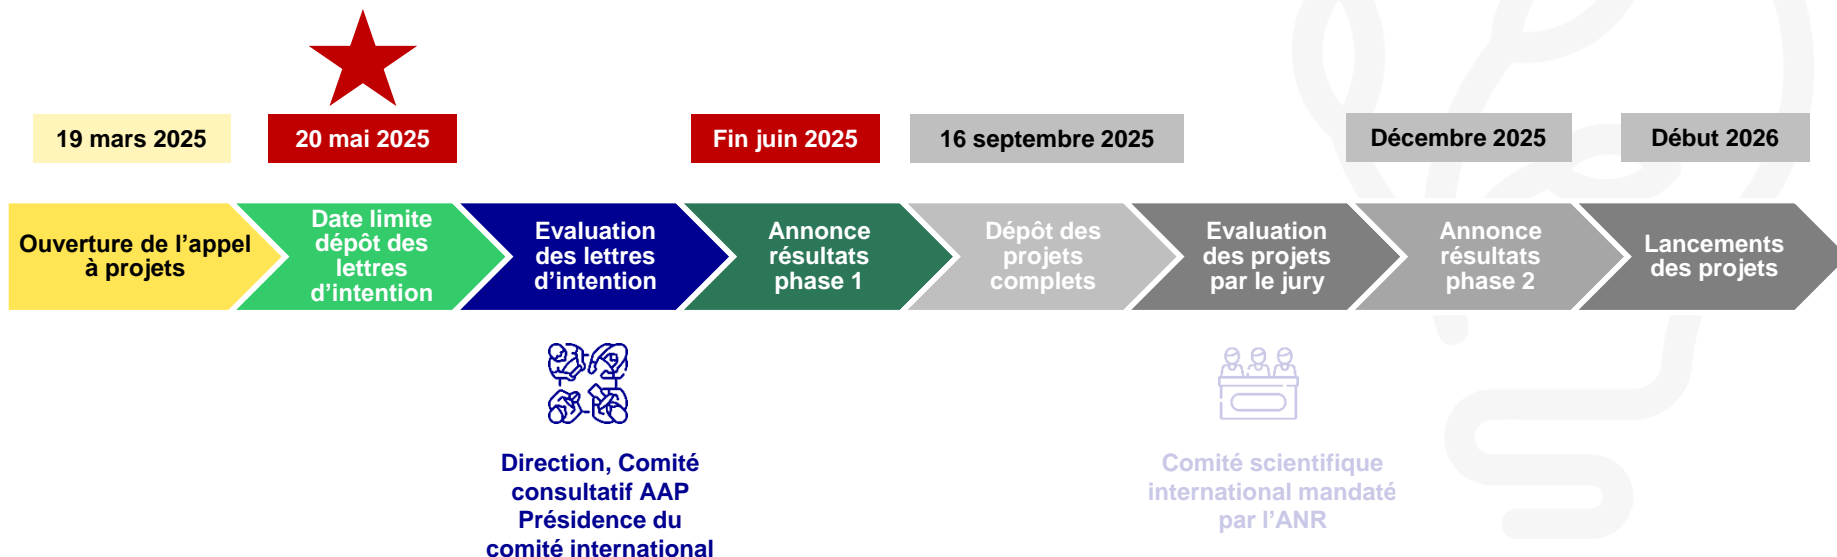 19 mars 2025
20 mai 2025
Fin juin 2025
16 septembre 2025
Décembre 2025
Début 2026
Ouverture de l’appel
à projets
Date limite
dépôt des
lettres
d’intention
Evaluation
des lettres
d’intention
Annonce
résultats
phase 1
Dépôt des
projets
complets
Evaluation
des projets
par le jury
Annonce
résultats
phase 2
Lancements
des projets
Direction, Comité
consultatif AAP
Présidence du
comité international
Comité scientifique
international mandaté
par l’ANR